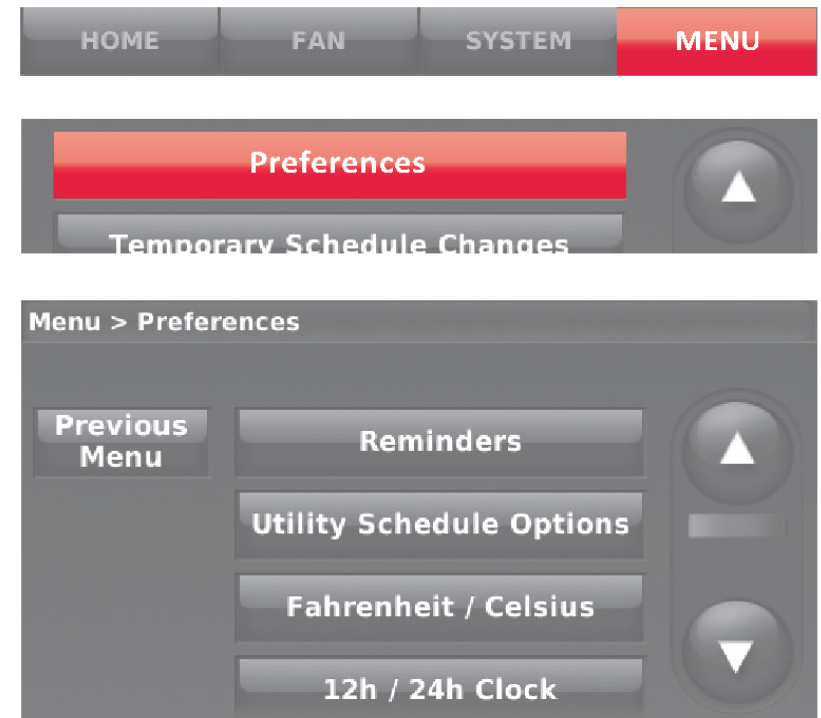 HOME FAN SYSTEM MENU
Preferences
Temporary Schedule Changes
Menu > Preferences
Previous
Menu
Reminders
Utility Schedule Options
Fahrenheit / Celsius
12h / 24h Clock